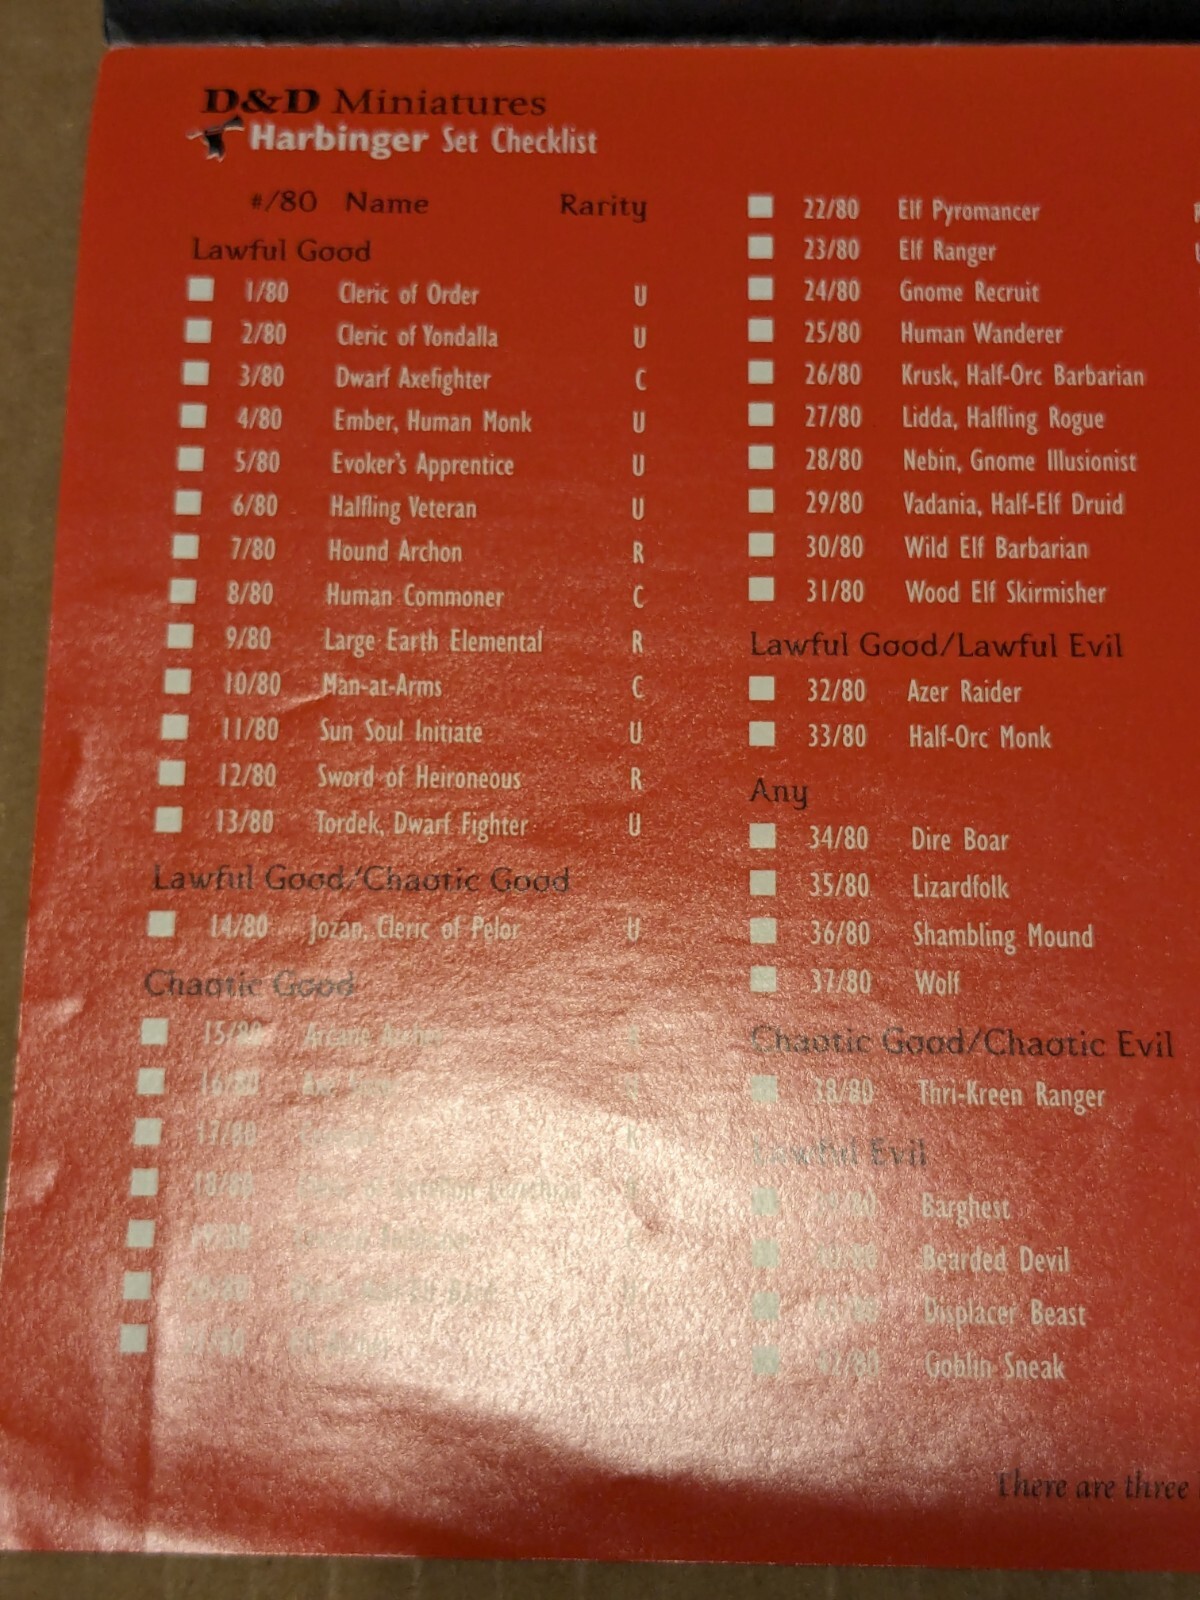 D&D Miniatures
Harbinger Set Checklist
#/80 Name Rarity
Lawful Good
1/80 Cleric of Order U
2/80 Cleric of Yondalla U
3/80 Dwarf Axefighter C
4/80 Ember, Human Monk U
5/80 Evoker's Apprentice U
6/80 Halfling Veteran U
7/80 Hound Archon R
8/80 Human Commoner C
9/80 Large Earth Elemental R
10/80 Man-at-Arms C
11/80 Sun Soul Initiate U
12/80 Sword of Heironeous R
13/80 Tordek, Dwarf Fighter U
Lawful Good/Chaotic Good
14/80 Jozan, Cleric of Pelor U
Chaotic Good
15/80 Arcane
16/80
17/80
18/80
22/80 Elf Pyromancer
23/80 Elf Ranger
24/80 Gnome Recruit
25/80 Human Wanderer
26/80 Krusk, Half-Orc Barbarian
27/80 Lidda, Halfling Rogue
28/80 Nebin, Gnome Illusionist
29/80 Vadania, Half-Elf Druid
30/80 Wild Elf Barbarian
31/80 Wood Elf Skirmisher
Lawful Good/Lawful Evil
32/80 Azer Raider
33/80 Half-Orc Monk
Any
34/80 Dire Boar
35/80 Lizardfolk
36/80 Shambling Mound
37/80 Wolf
Chaotic Good/Chaotic Evil
38/80 Thri-Kreen Ranger
Lawful Evil
Barghest
Bearded Devil
Displacer Beast
42/80 Goblin Sneak
There are three